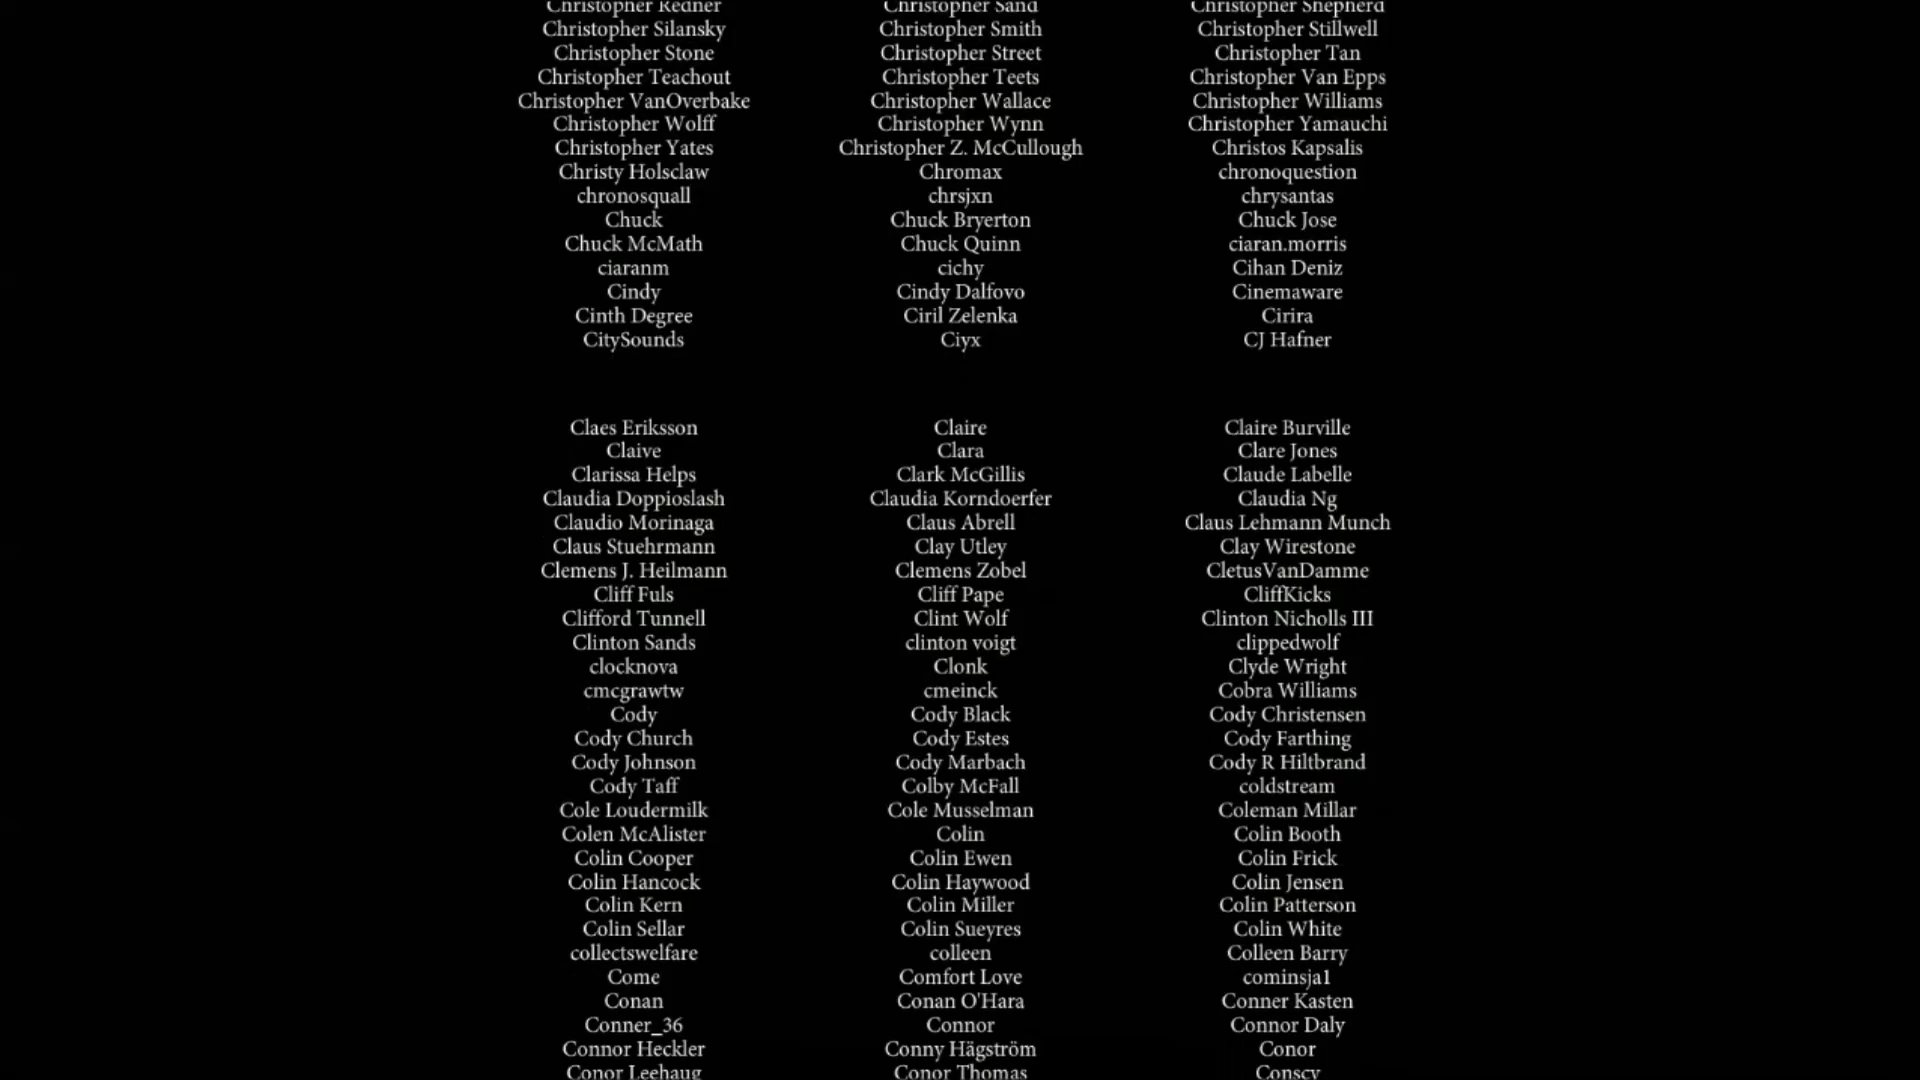 Christopher Redner Christopher Sand Christopher Shepherd
Christopher Silansky Christopher Smith Christopher Stillwell
Christopher Stone Christopher Street Christopher Tan
Christopher Teachout Christopher Teets Christopher Van Epps
Christopher VanOverbake Christopher Wallace Christopher Williams
Christopher Wolff Christopher Wynn Christopher Yamauchi
Christopher Yates Christopher Z. McCullough Christos Kapsalis
Christy Holsclaw Chromax chronoquestion
chronosquall chrsjxn chrysantas
Chuck Chuck Bryerton Chuck Jose
Chuck McMath Chuck Quinn ciaran.morris
ciaranm cichy Cihan Deniz
Cindy Cindy Dalfovo Cinemaware
Cinth Degree Ciril Zelenka Cirira
CitySounds Ciyx CJ Hafner
Claes Eriksson Claire Claire Burville
Claive Clara Clare Jones
Clarissa Helps Clark McGillis Claude Labelle
Claudia Doppioslash Claudia Korndoerfer Claudia Ng
Claudio Morinaga Claus Abrell Claus Lehmann Munch
Claus Stuehrmann Clay Utley Clay Wirestone
Clemens J. Heilmann Clemens Zobel CletusVanDamme
Cliff Fuls Cliff Pape CliffKicks
Clifford Tunnell Clint Wolf Clinton Nicholls III
Clinton Sands clinton voigt clippedwolf
clocknova Clonk Clyde Wright
cmcgrawtw cmeinck Cobra Williams
Cody Cody Black Cody Christensen
Cody Church Cody Estes Cody Farthing
Cody Johnson Cody Marbach Cody R Hiltbrand
Cody Taff Colby McFall coldstream
Cole Loudermilk Cole Musselman Coleman Millar
Colen McAlister Colin Colin Booth
Colin Cooper Colin Ewen Colin Frick
Colin Hancock Colin Haywood Colin Jensen
Colin Kern Colin Miller Colin Patterson
Colin Sellar Colin Sueyres Colin White
collectswelfare colleen Colleen Barry
Come Comfort Love cominsja1
Conan Conan O'Hara Conner Kasten
Conner_36 Connor Connor Daly
Connor Heckler Conny Hägström Conor
Conor Leehaug Conor Thomas Conscy